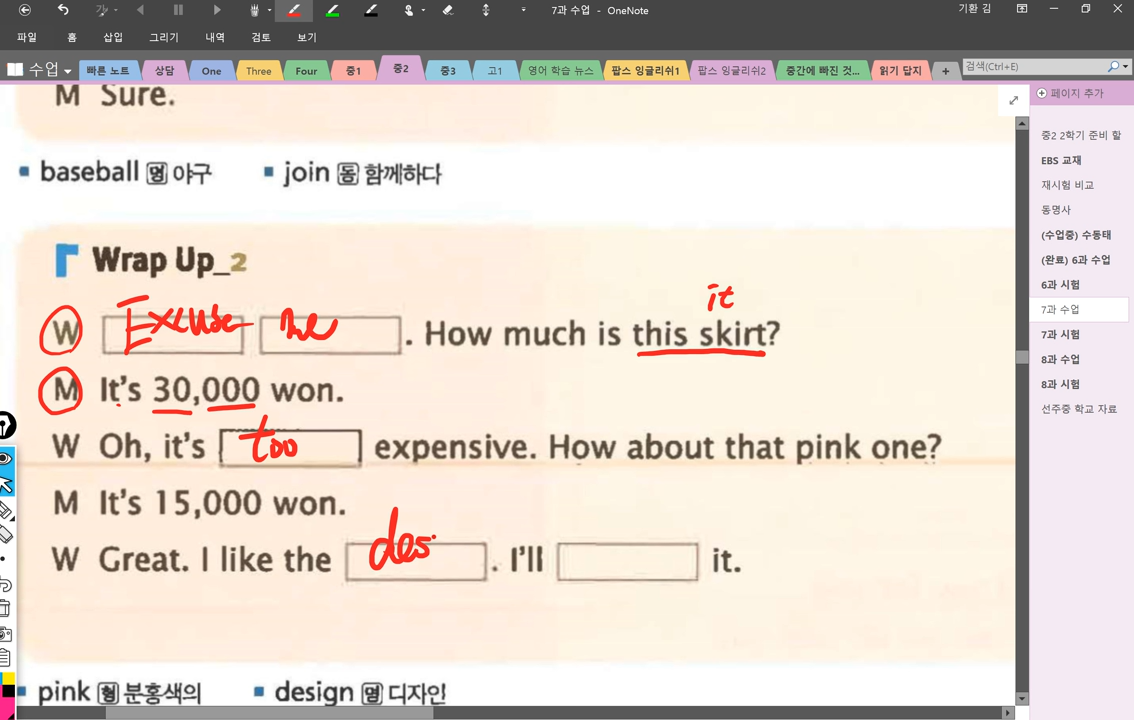 7과 수업 - OneNote
기환 김
파일 홈 삽입 그리기 내역 검토 보기
수업 빠른 노트 상담 One Three Four 중1 중2 중3 고1 영어 학습 뉴스 팝스 잉글리쉬1 팝스 잉글리쉬2 중간에 빠진 것... 읽기 답지 + 검색(Ctrl+E)
페이지 추가
중2 2학기 준비 할
EBS 교재
재시험 비교
동명사
(수업중) 수동태
(완료) 6과 수업
6과 시험
7과 수업
7과 시험
8과 수업
8과 시험
선주중 학교 자료
M Sure.
baseball 명 야구 join 동 함께하다
Wrap Up_2
it
W Excuse me . How much is this skirt?
M It's 30,000 won.
W Oh, it's too expensive. How about that pink one?
M It's 15,000 won.
W Great. I like the des . I'll it.
pink 형 분홍색의 design 명 디자인